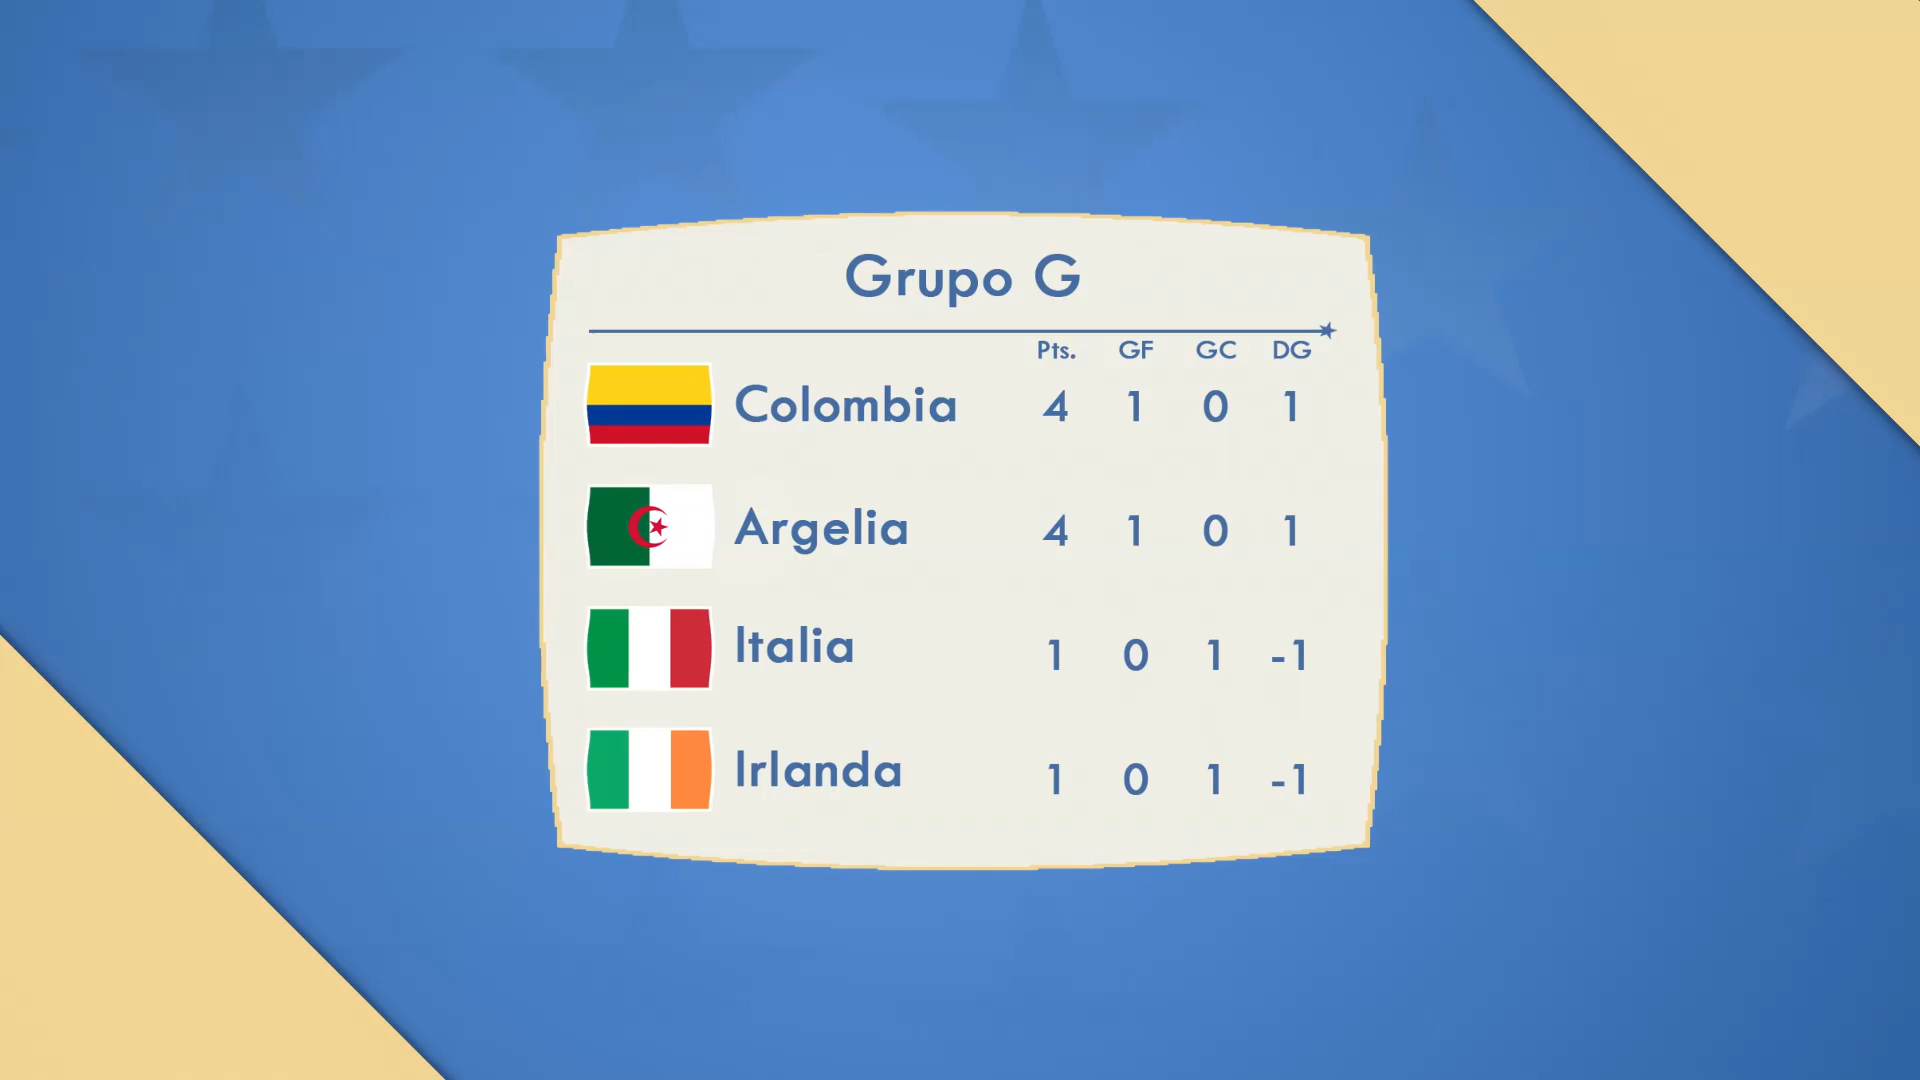 Grupo G
Pts. GF GC DG
Colombia 4 1 0 1
Argelia 4 1 0 1
Italia 1 0 1 -1
Irlanda 1 0 1 -1